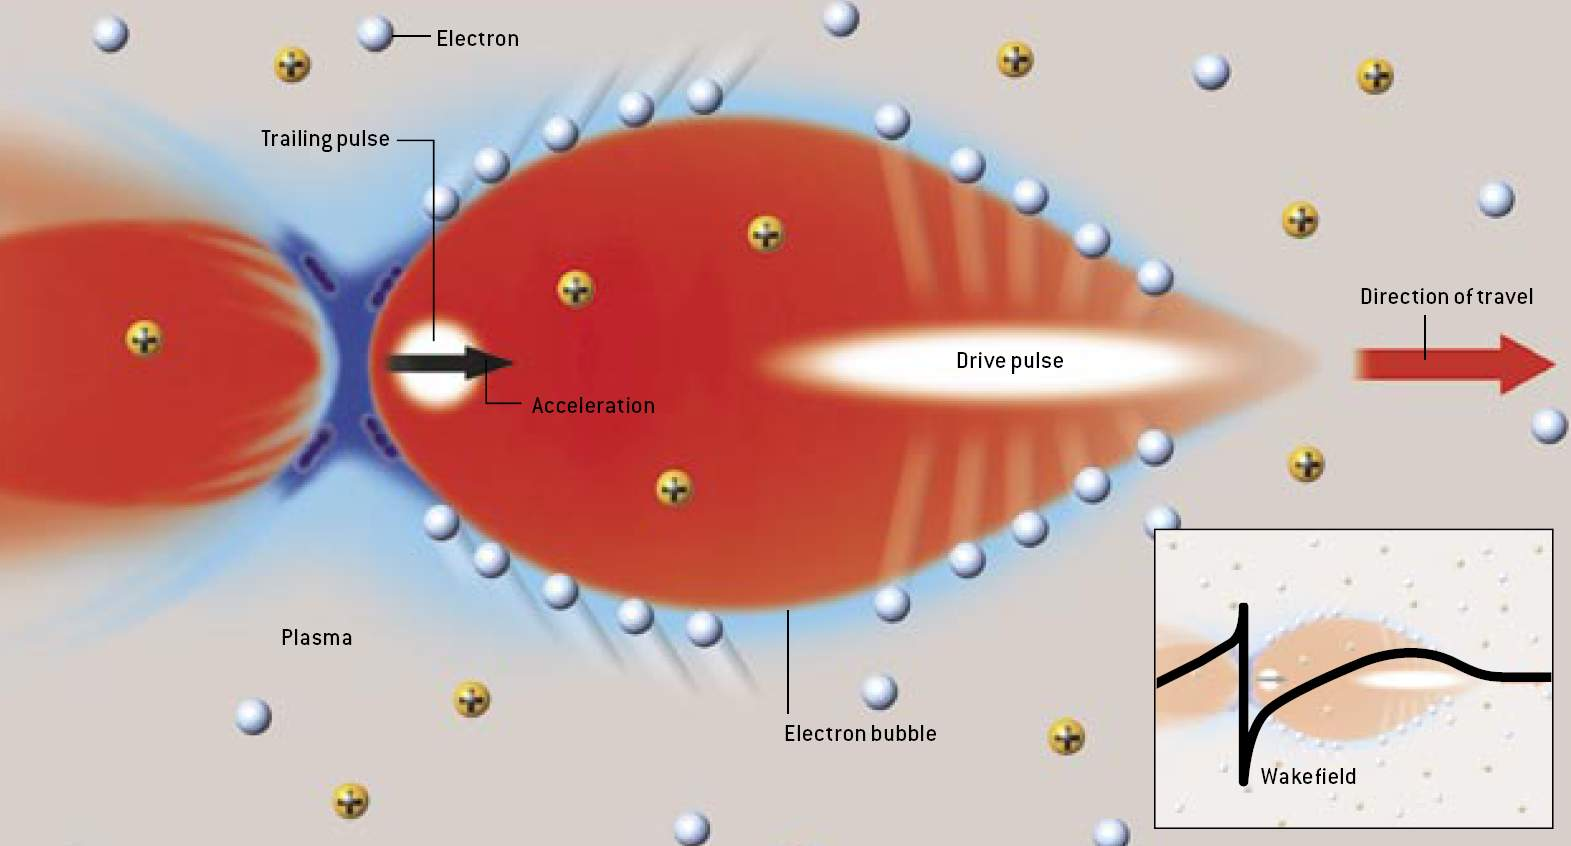 Electron
Trailing pulse
Direction of travel
Drive pulse
Acceleration
Plasma
Electron bubble
Wakefield